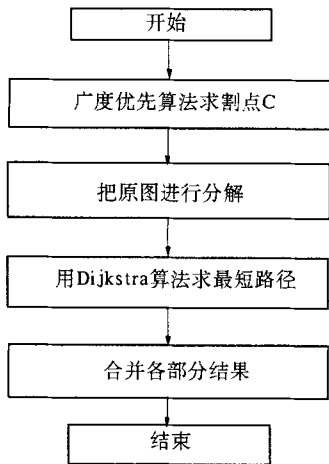 开始
广度优先算法求割点C
把原图进行分解
用Dijkstra算法求最短路径
合并各部分结果
结束